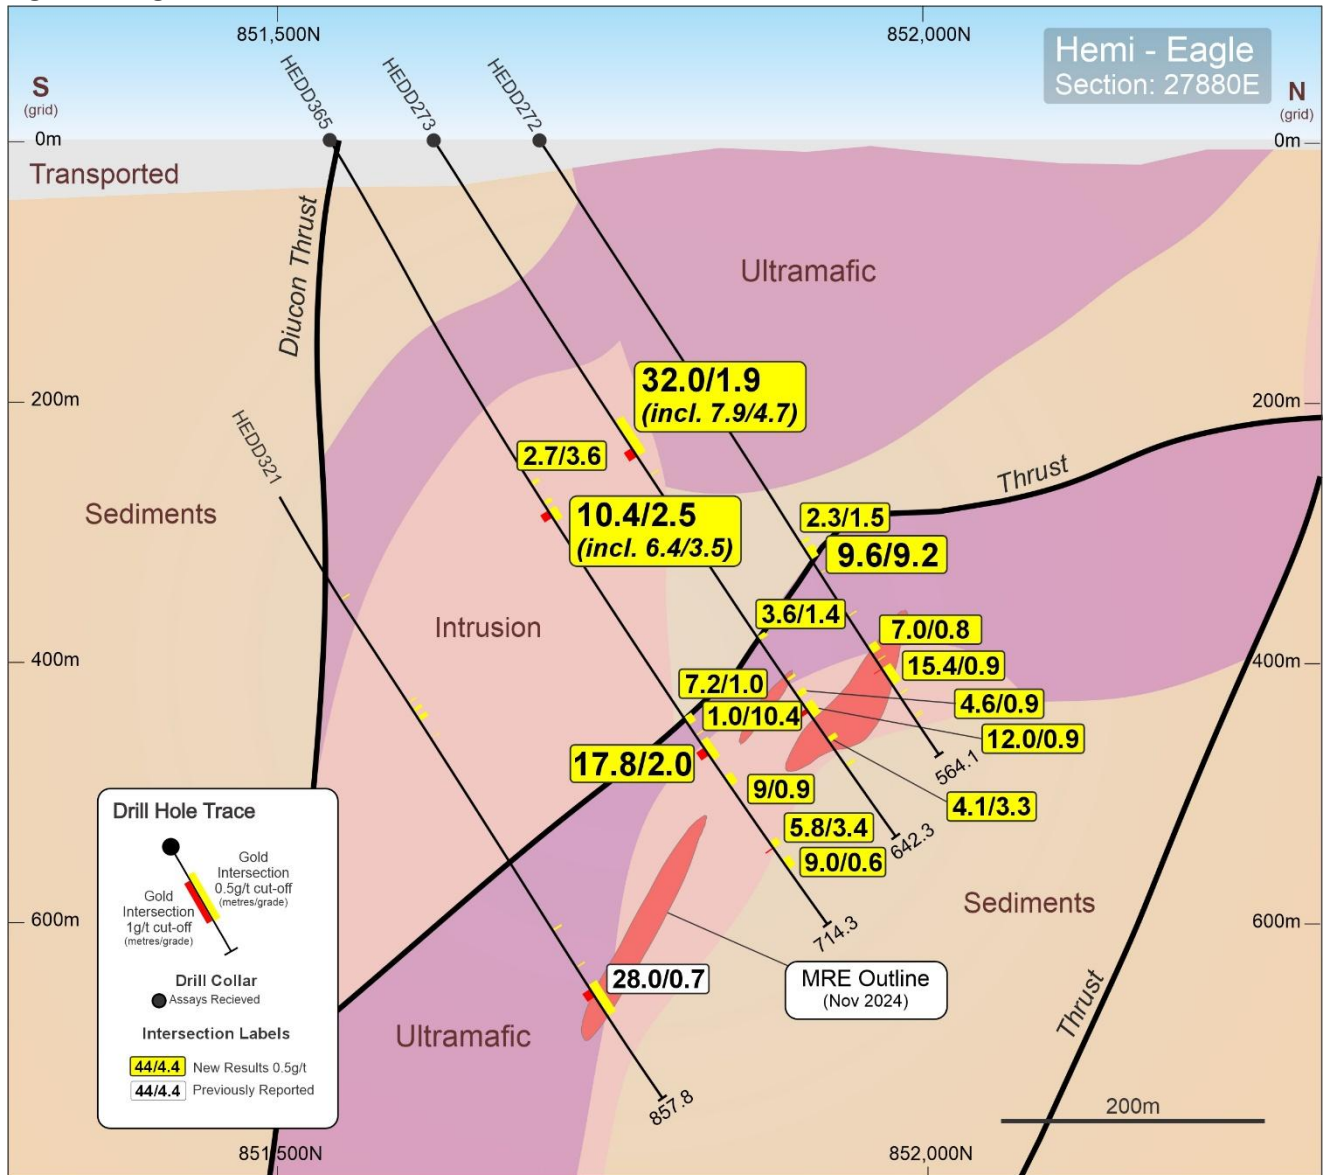 851,500N
852,000N
Hemi - Eagle
Section: 27880E
S
(grid)
N
(grid)
HEDD365
HEDD273
HEDD272
0m
0m
Transported
Diucon Thrust
Ultramafic
200m
200m
32.0/1.9
(incl. 7.9/4.7)
HEDD321
2.7/3.6
Thrust
Sediments
10.4/2.5
(incl. 6.4/3.5)
2.3/1.5
9.6/9.2
Intrusion
3.6/1.4
7.0/0.8
400m
400m
15.4/0.9
7.2/1.0
4.6/0.9
1.0/10.4
12.0/0.9
17.8/2.0
564.1
9/0.9
4.1/3.3
5.8/3.4
642.3
9.0/0.6
Sediments
600m
600m
714.3
28.0/0.7
MRE Outline
(Nov 2024)
Thrust
Ultramafic
857.8
Drill Hole Trace
Gold
Intersection
0.5g/t cut-off
(metres/grade)
Gold
Intersection
1g/t cut-off
(metres/grade)
Drill Collar
Assays Recieved
Intersection Labels
44/4.4 New Results 0.5g/t
44/4.4 Previously Reported
200m
851,500N
852,000N